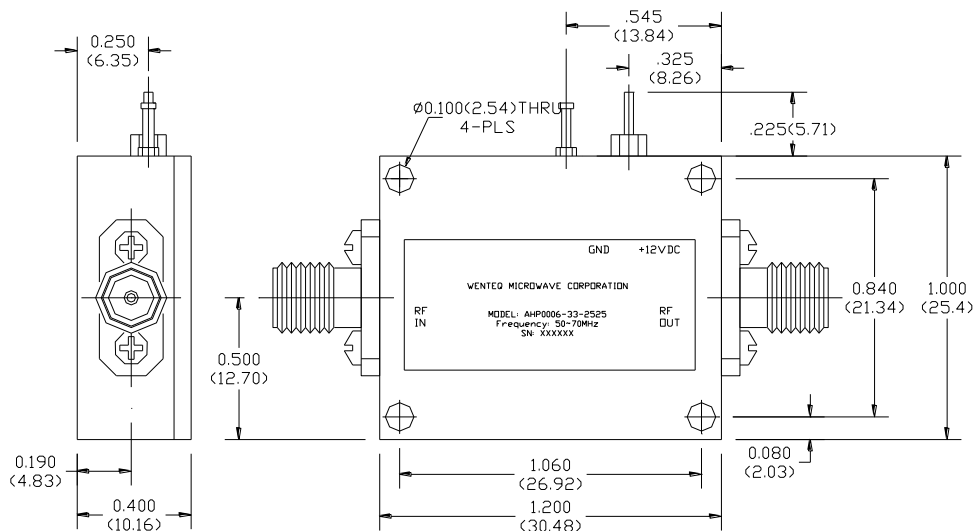 0.250
(6.35)
.545
(13.84)
.325
(8.26)
Ø0.100(2.54)THRU
4-PLS
.225(5.71)
GND +12VDC
WENTEQ MICROWAVE CORPORATION
RF
IN
MODEL: AHP0006-33-2525
Frequency: 50-70MHz
SN: XXXXXX
RF
OUT
0.840
(21.34)
1.000
(25.4)
0.500
(12.70)
0.190
(4.83)
0.400
(10.16)
1.060
(26.92)
1.200
(30.48)
0.080
(2.03)